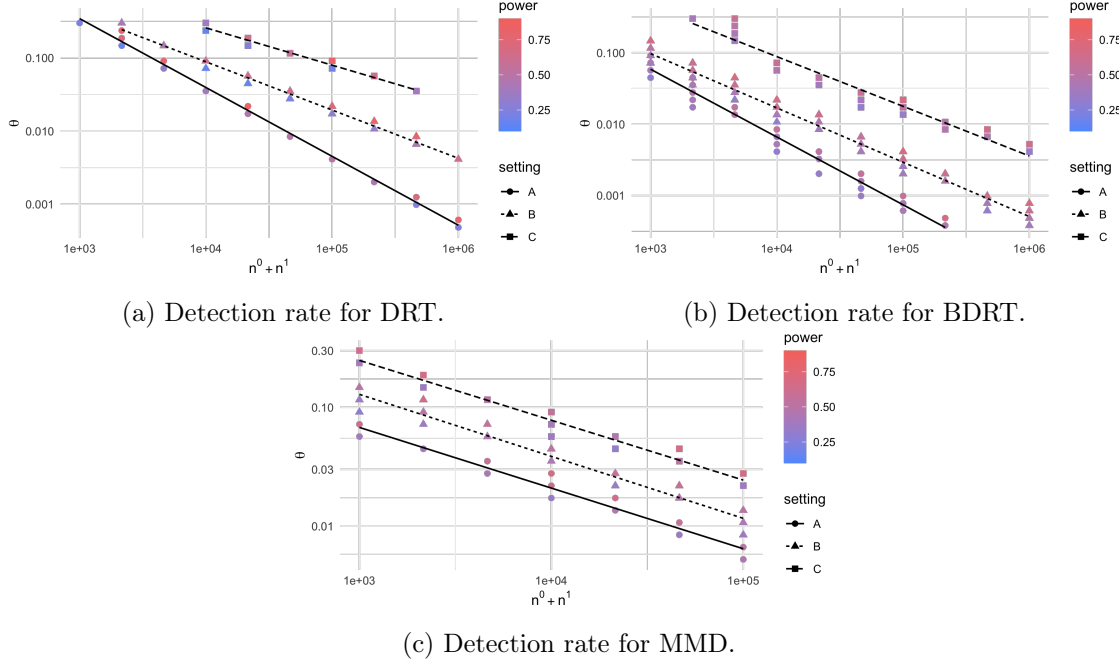 power
0.100
0.010
0.001
θ
1e+03
1e+04
1e+05
1e+06
n⁰ + n¹
0.75
0.50
0.25
setting
A
B
C
(a) Detection rate for DRT.
power
0.100
0.010
0.001
θ
1e+03
1e+04
1e+05
1e+06
n⁰ + n¹
0.75
0.50
0.25
setting
A
B
C
(b) Detection rate for BDRT.
power
0.30
0.10
0.03
0.01
θ
1e+03
1e+04
1e+05
n⁰ + n¹
0.75
0.50
0.25
setting
A
B
C
(c) Detection rate for MMD.